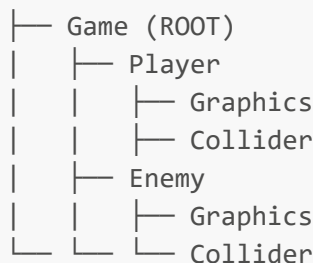 ├── Game (ROOT)
│   ├── Player
│   │   ├── Graphics
│   │   ├── Collider
│   ├── Enemy
│   │   ├── Graphics
└── └── └── Collider